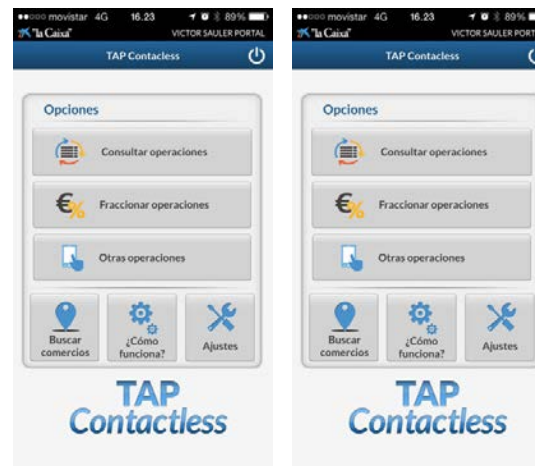 movistar 4G 16.23 89%
"la Caixa" VICTOR SAULER PORTAL
TAP Contacless
Opciones
Consultar operaciones
Fraccionar operaciones
Otras operaciones
Buscar comercios
¿Cómo funciona?
Ajustes
TAP
Contactless
movistar 4G 16.23 89%
"la Caixa" VICTOR SAULER PORT
TAP Contacless
Opciones
Consultar operaciones
Fraccionar operaciones
Otras operaciones
Buscar comercios
¿Cómo funciona?
Ajustes
TAP
Contactless